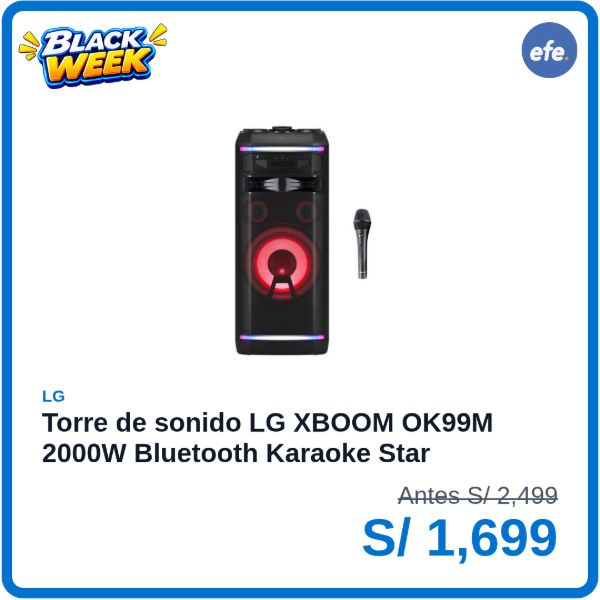 BLACK
WEEK
efe.
LG
Torre de sonido LG XBOOM OK99M
2000W Bluetooth Karaoke Star
Antes S/ 2,499
S/ 1,699